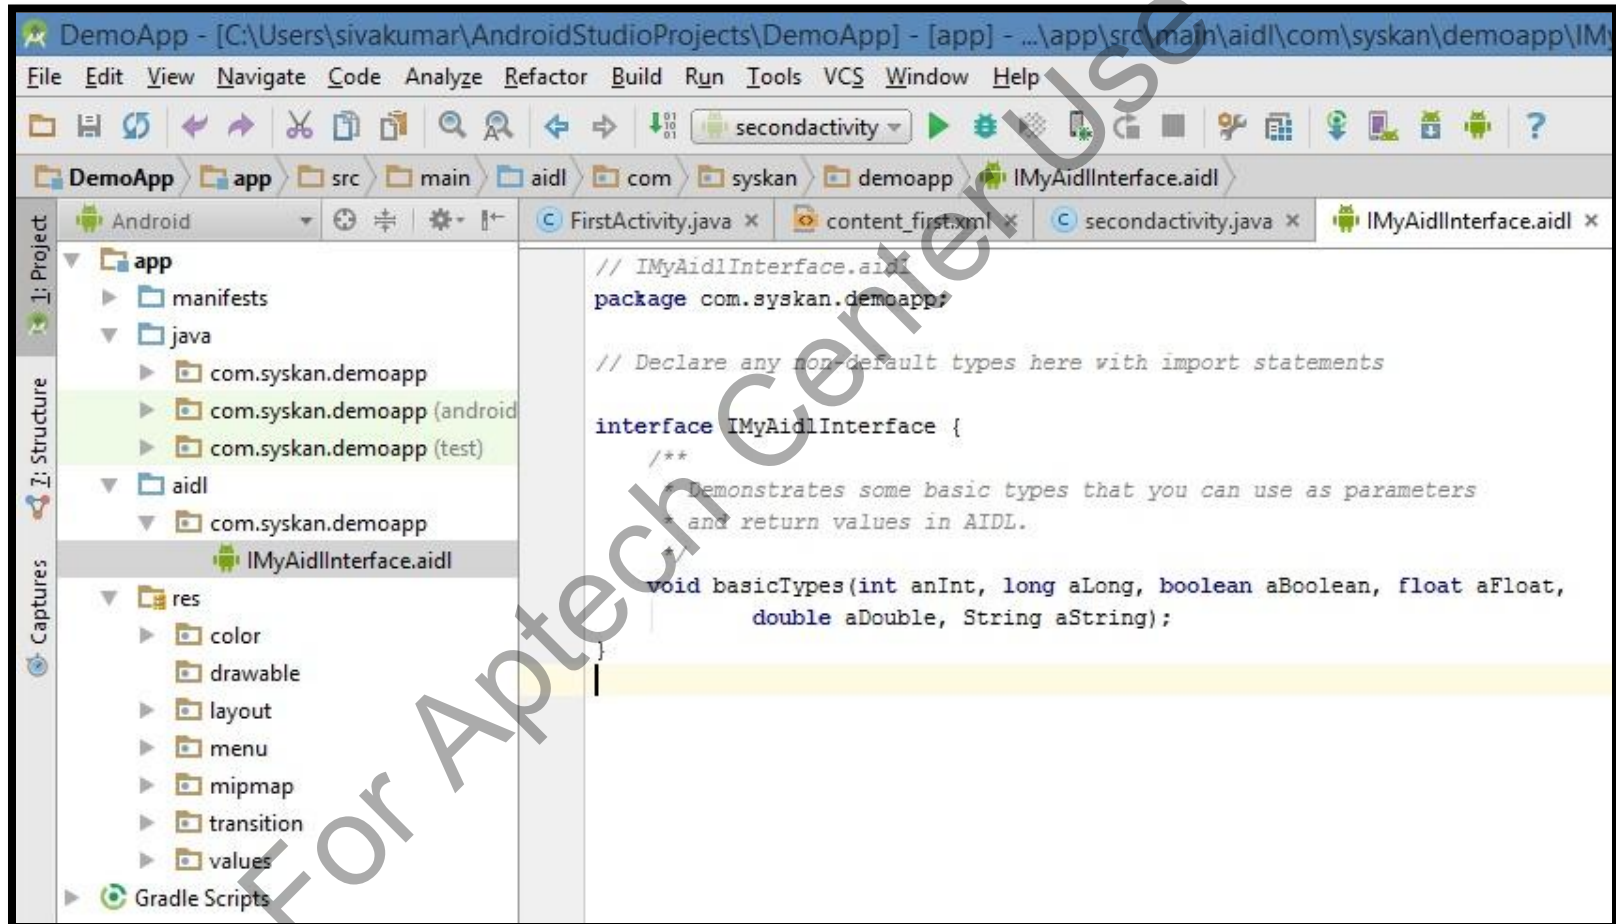 DemoApp - [C:\Users\sivakumar\AndroidStudioProjects\DemoApp] - [app] - ...\app\src\main\aidl\com\syskan\demoapp\IMy
File Edit View Navigate Code Analyze Refactor Build Run Tools VCS Window Help
secondactivity
DemoApp app src main aidl com syskan demoapp IMyAidlInterface.aidl
Android
FirstActivity.java × content_first.xml × secondactivity.java × IMyAidlInterface.aidl ×
1: Project
7: Structure
Captures
app
manifests
java
com.syskan.demoapp
com.syskan.demoapp (android
com.syskan.demoapp (test)
aidl
com.syskan.demoapp
IMyAidlInterface.aidl
res
color
drawable
layout
menu
mipmap
transition
values
Gradle Scripts
// IMyAidlInterface.aidl
package com.syskan.demoapp;
// Declare any non-default types here with import statements
interface IMyAidlInterface {
/**
* Demonstrates some basic types that you can use as parameters
* and return values in AIDL.
*/
void basicTypes(int anInt, long aLong, boolean aBoolean, float aFloat,
double aDouble, String aString);
}
For Aptech Center Use